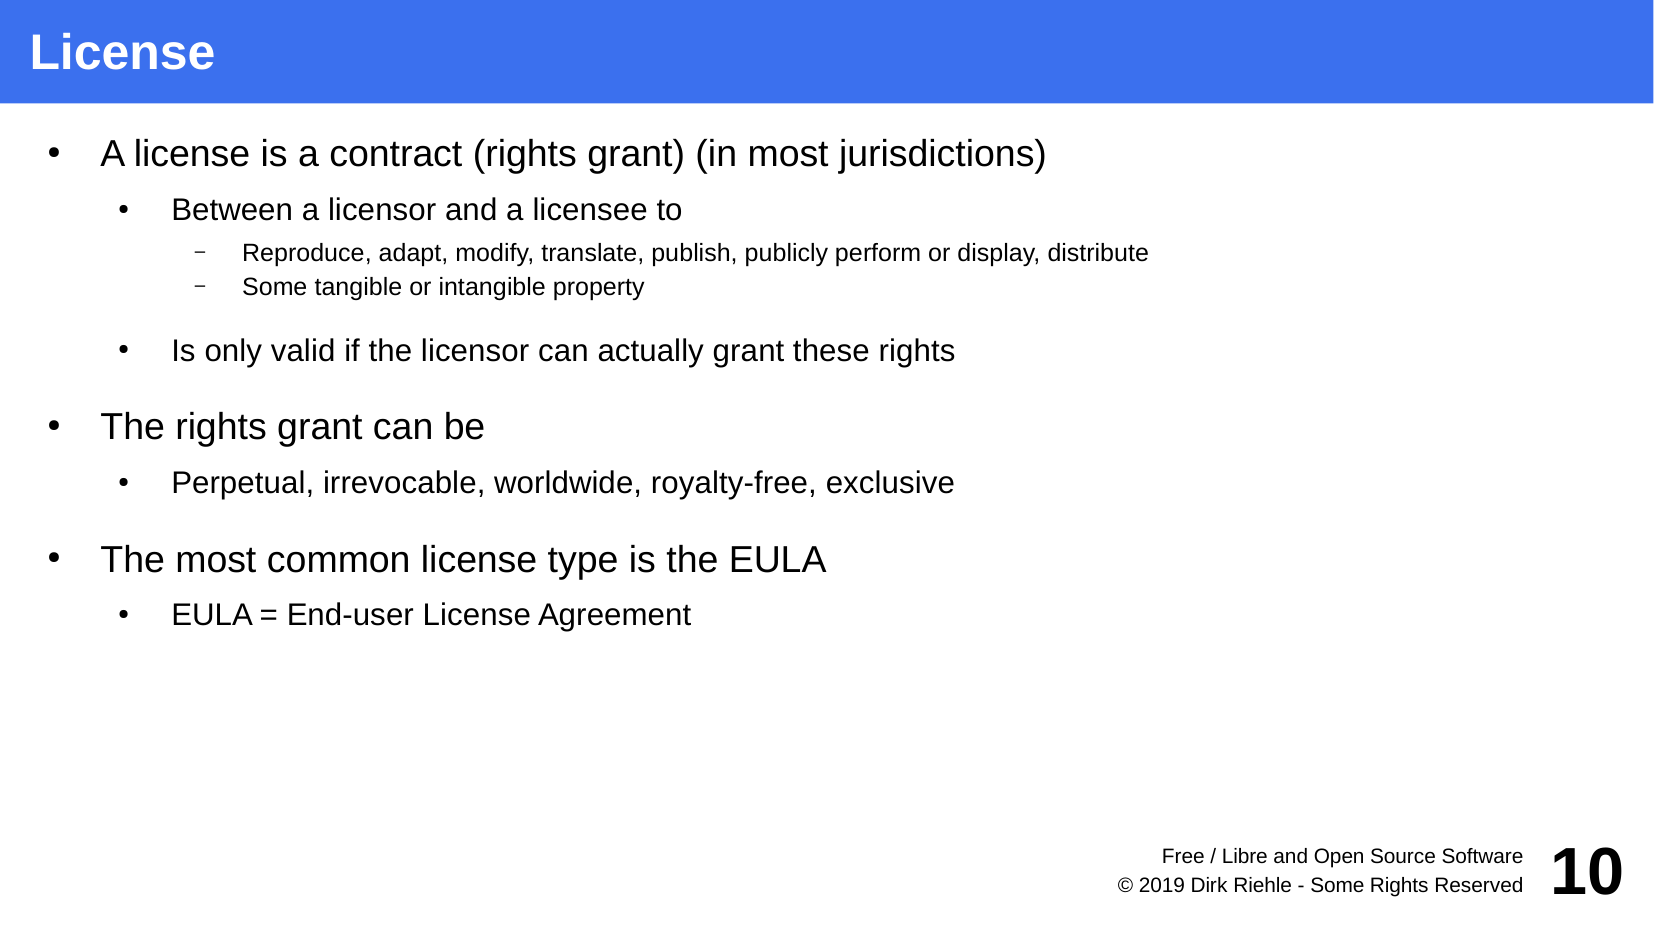 License
• A license is a contract (rights grant) (in most jurisdictions)
• Between a licensor and a licensee to
– Reproduce, adapt, modify, translate, publish, publicly perform or display, distribute
– Some tangible or intangible property
• Is only valid if the licensor can actually grant these rights
• The rights grant can be
• Perpetual, irrevocable, worldwide, royalty-free, exclusive
• The most common license type is the EULA
• EULA = End-user License Agreement
Free / Libre and Open Source Software
© 2019 Dirk Riehle - Some Rights Reserved
10